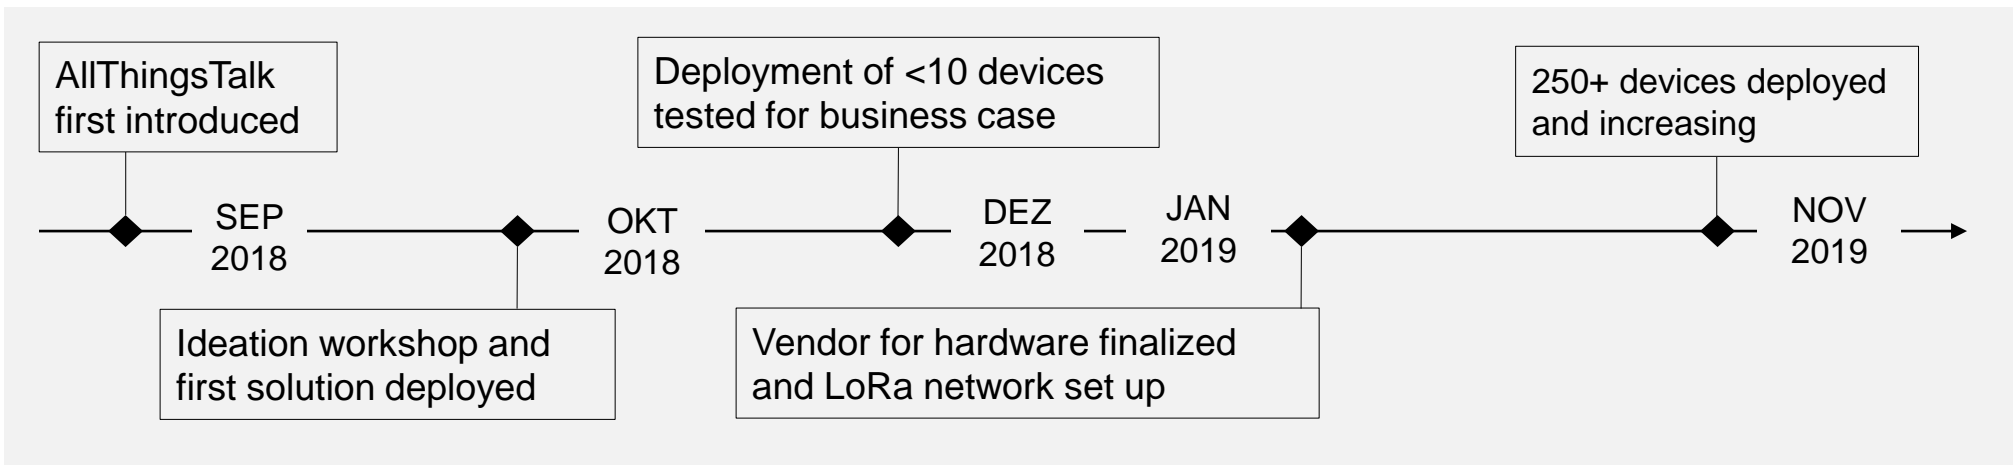 AllThingsTalk
first introduced
Deployment of <10 devices
tested for business case
250+ devices deployed
and increasing
SEP
2018
OKT
2018
DEZ
2018
JAN
2019
NOV
2019
Ideation workshop and
first solution deployed
Vendor for hardware finalized
and LoRa network set up